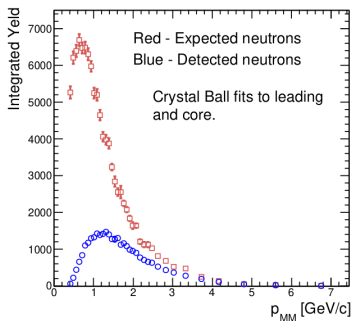 Integrated Yeld
7000
6000
5000
4000
3000
2000
1000
0
Red - Expected neutrons
Blue - Detected neutrons
Crystal Ball fits to leading
and core.
0 1 2 3 4 5 6 7
pMM [GeV/c]